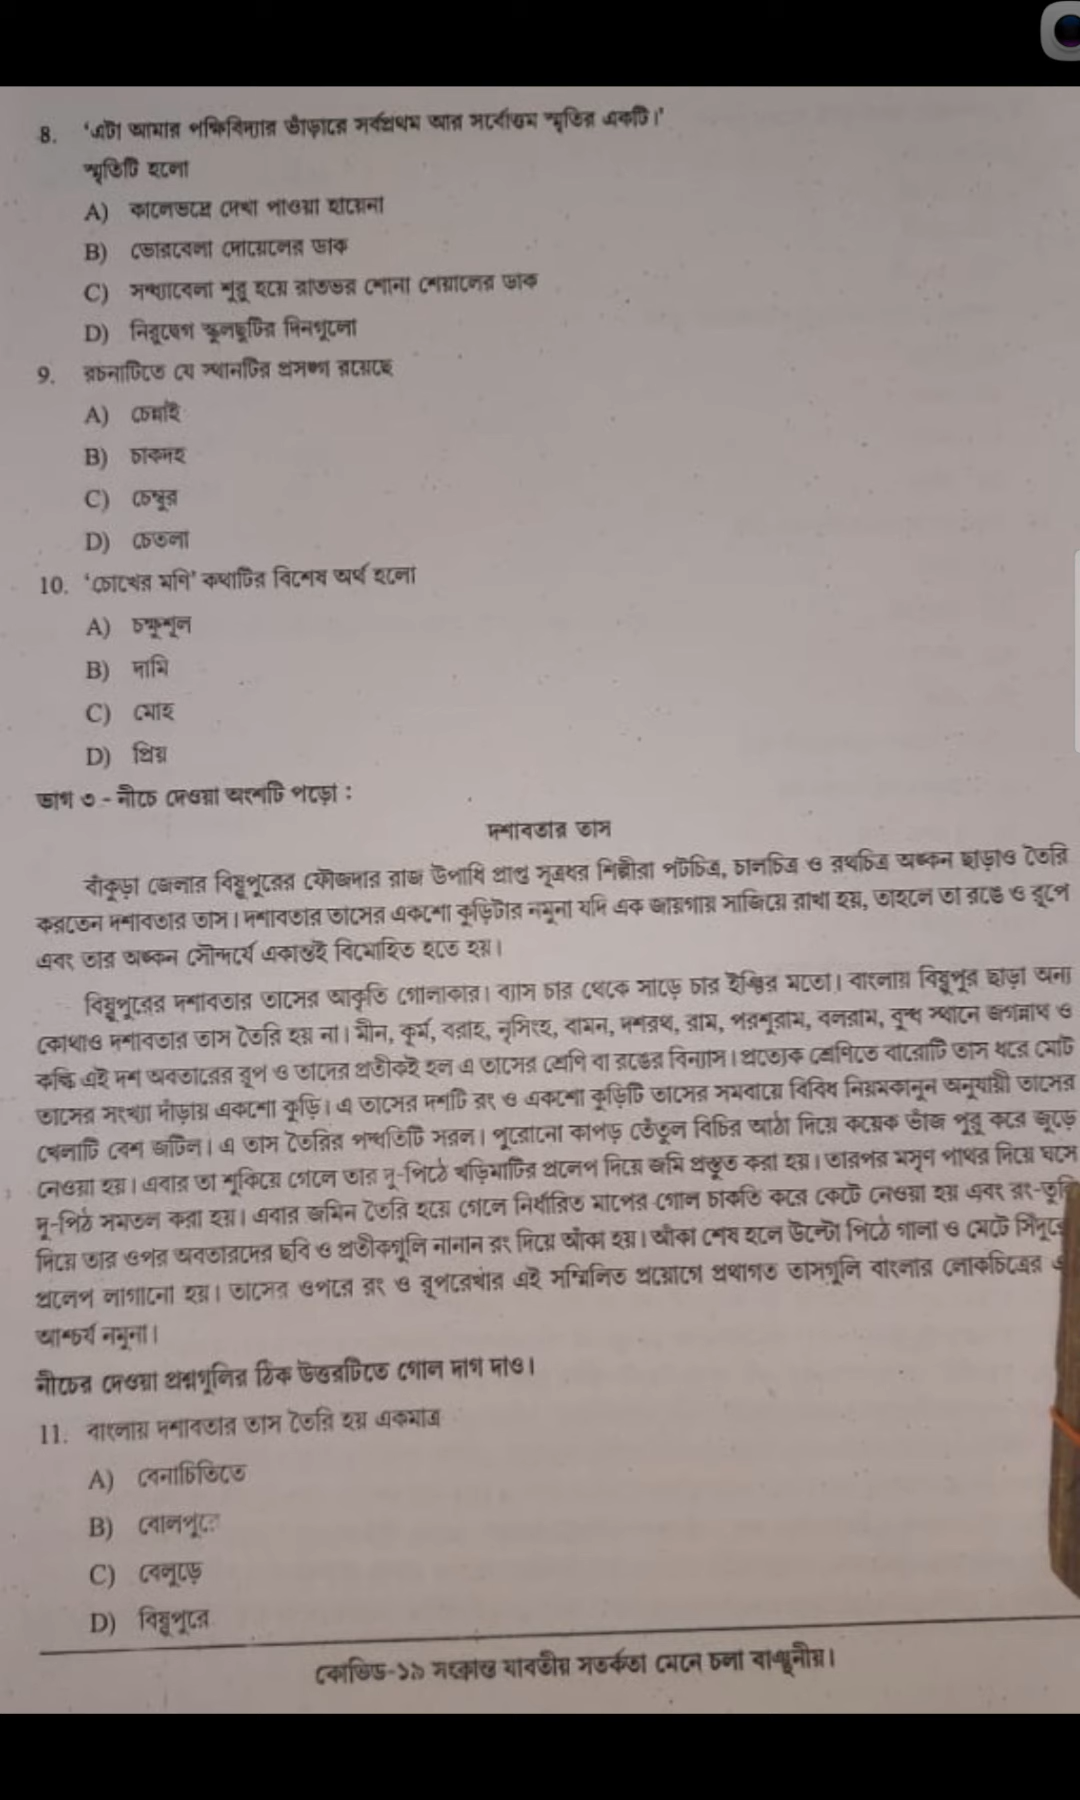 8. 'এটা আমার পক্ষিবিদ্যার ভাঁড়ারে সর্বপ্রথম আর সর্বোত্তম স্মৃতির একটি।'
স্মৃতিটি হলো
A) কালেভদ্রে দেখা পাওয়া হায়েনা
B) ভোরবেলা দোয়েলের ডাক
C) সন্ধ্যাবেলা শুরু হয়ে রাতভর শোনা শেয়ালের ডাক
D) নিরুদ্বেগ স্কুলছুটির দিনগুলো
9. রচনাটিতে যে স্থানটির প্রসঙ্গ রয়েছে
A) চেন্নাই
B) চাকদহ
C) চেম্বুর
D) চেতলা
10. 'চোখের মণি' কথাটির বিশেষ অর্থ হলো
A) চক্ষুশূল
B) দামি
C) মোহ
D) প্রিয়
ভাগ ৩ - নীচে দেওয়া অংশটি পড়ো :
দশাবতার তাস
বাঁকুড়া জেলার বিষ্ণুপুরের ফৌজদার রাজ উপাধি প্রাপ্ত সূত্রধর শিল্পীরা পটচিত্র, চালচিত্র ও রথচিত্র অঙ্কন ছাড়াও তৈরি
করতেন দশাবতার তাস। দশাবতার তাসের একশো কুড়িটার নমুনা যদি এক জায়গায় সাজিয়ে রাখা হয়, তাহলে তা রঙে ও রূপে
এবং তার অঙ্কন সৌন্দর্যে একান্তই বিমোহিত হতে হয়।
বিষ্ণুপুরের দশাবতার তাসের আকৃতি গোলাকার। ব্যাস চার থেকে সাড়ে চার ইঞ্চির মতো। বাংলায় বিষ্ণুপুর ছাড়া অন্য
কোথাও দশাবতার তাস তৈরি হয় না। মীন, কূর্ম, বরাহ, নৃসিংহ, বামন, দশরথ, রাম, পরশুরাম, বলরাম, বুদ্ধ স্থানে জগন্নাথ ও
কল্কি এই দশ অবতারের রূপ ও তাদের প্রতীকই হল এ তাসের শ্রেণি বা রঙের বিন্যাস। প্রত্যেক শ্রেণিতে বারোটি তাস ধরে মোট
তাসের সংখ্যা দাঁড়ায় একশো কুড়ি। এ তাসের দশটি রং ও একশো কুড়িটি তাসের সমবায়ে বিবিধ নিয়মকানুন অনুযায়ী তাসের
খেলাটি বেশ জটিল। এ তাস তৈরির পদ্ধতিটি সরল। পুরোনো কাপড় তেঁতুল বিচির আঠা দিয়ে কয়েক ভাঁজ পুরু করে জুড়ে
নেওয়া হয়। এবার তা শুকিয়ে গেলে তার দু-পিঠে খড়িমাটির প্রলেপ দিয়ে জমি প্রস্তুত করা হয়। তারপর মসৃণ পাথর দিয়ে ঘসে
দু-পিঠ সমতল করা হয়। এবার জমিন তৈরি হয়ে গেলে নির্ধারিত মাপের গোল চাকতি করে কেটে নেওয়া হয় এবং রং-তুলি
দিয়ে তার ওপর অবতারদের ছবি ও প্রতীকগুলি নানান রং দিয়ে আঁকা হয়। আঁকা শেষ হলে উল্টো পিঠে গালা ও মেটে সিঁদুরের
প্রলেপ লাগানো হয়। তাসের ওপরে রং ও রূপরেখার এই সম্মিলিত প্রয়োগে প্রথাগত তাসগুলি বাংলার লোকচিত্রের
আশ্চর্য নমুনা।
নীচের দেওয়া প্রশ্নগুলির ঠিক উত্তরটিতে গোল দাগ দাও।
11. বাংলায় দশাবতার তাস তৈরি হয় একমাত্র
A) বেনাচিতিতে
B) বোলপুরে
C) বেলুড়ে
D) বিষ্ণুপুরে
কোভিড-১৯ সংক্রান্ত যাবতীয় সতর্কতা মেনে চলা বাঞ্ছনীয়।